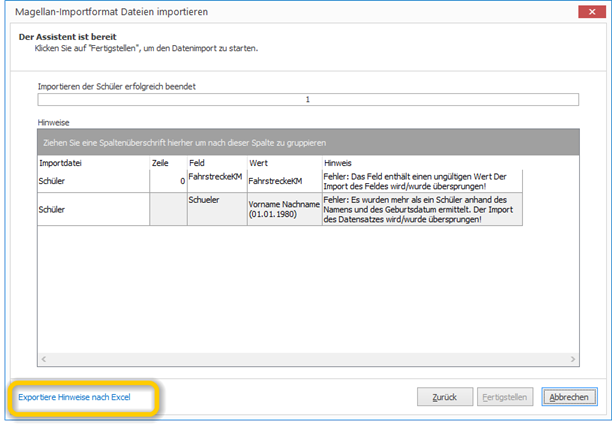 Magellan-Importformat Dateien importieren
Der Assistent ist bereit
Klicken Sie auf "Fertigstellen", um den Datenimport zu starten.
Importieren der Schüler erfolgreich beendet
1
Hinweise
Ziehen Sie eine Spaltenüberschrift hierher um nach dieser Spalte zu gruppieren
Importdatei Zeile Feld Wert Hinweis
Schüler 0 FahrstreckeKM FahrstreckeKM Fehler: Das Feld enthält einen ungültigen Wert Der
Import des Feldes wird/wurde übersprungen!
Schüler Schueler Vorname Nachname Fehler: Es wurden mehr als ein Schüler anhand des
(01.01.1980) Namens und des Geburtsdatum ermittelt. Der Import
des Datensatzes wird/wurde übersprungen!
Exportiere Hinweise nach Excel
Zurück Fertigstellen Abbrechen